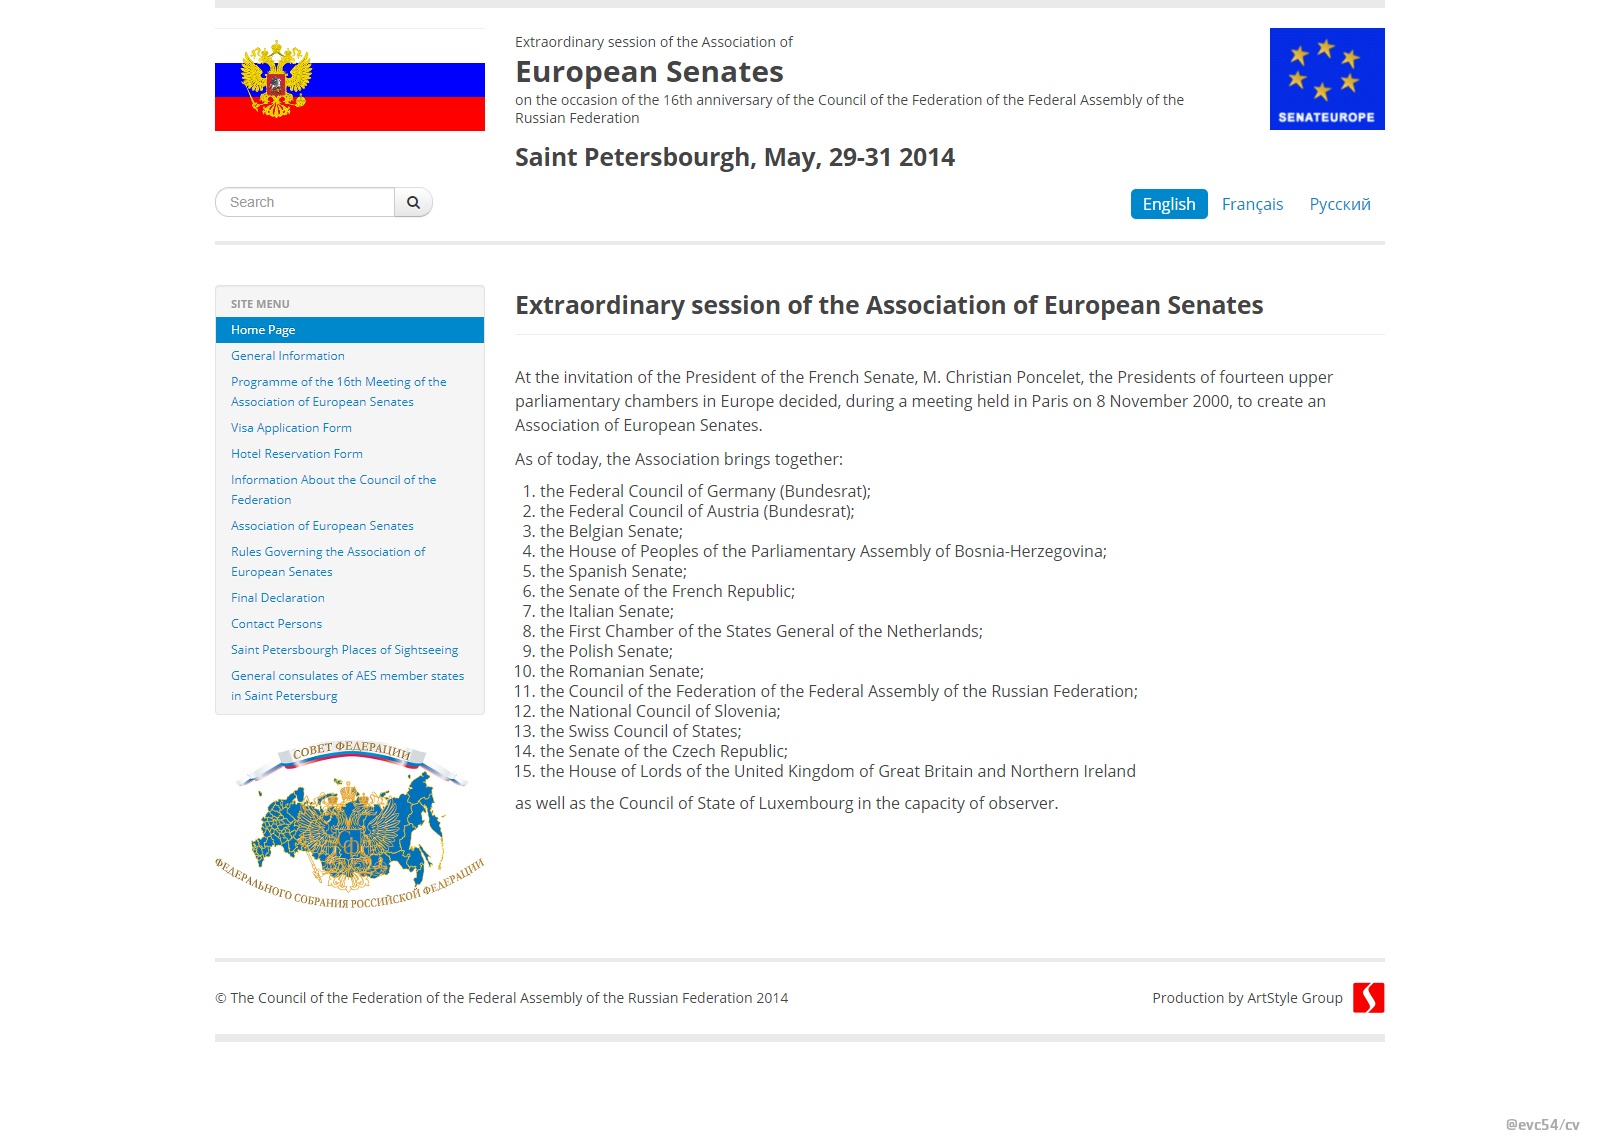 Extraordinary session of the Association of
European Senates
on the occasion of the 16th anniversary of the Council of the Federation of the Federal Assembly of the
Russian Federation
SENATEUROPE
Saint Petersbourgh, May, 29-31 2014
Search
English Français Русский
SITE MENU
Home Page
General Information
Programme of the 16th Meeting of the
Association of European Senates
Visa Application Form
Hotel Reservation Form
Information About the Council of the
Federation
Association of European Senates
Rules Governing the Association of
European Senates
Final Declaration
Contact Persons
Saint Petersbourgh Places of Sightseeing
General consulates of AES member states
in Saint Petersburg
СОВЕТ ФЕДЕРАЦИИ
Ф
ФЕДЕРАЛЬНОГО СОБРАНИЯ РОССИЙСКОЙ ФЕДЕРАЦИИ
Extraordinary session of the Association of European Senates
At the invitation of the President of the French Senate, M. Christian Poncelet, the Presidents of fourteen upper
parliamentary chambers in Europe decided, during a meeting held in Paris on 8 November 2000, to create an
Association of European Senates.
As of today, the Association brings together:
1. the Federal Council of Germany (Bundesrat);
2. the Federal Council of Austria (Bundesrat);
3. the Belgian Senate;
4. the House of Peoples of the Parliamentary Assembly of Bosnia-Herzegovina;
5. the Spanish Senate;
6. the Senate of the French Republic;
7. the Italian Senate;
8. the First Chamber of the States General of the Netherlands;
9. the Polish Senate;
10. the Romanian Senate;
11. the Council of the Federation of the Federal Assembly of the Russian Federation;
12. the National Council of Slovenia;
13. the Swiss Council of States;
14. the Senate of the Czech Republic;
15. the House of Lords of the United Kingdom of Great Britain and Northern Ireland
as well as the Council of State of Luxembourg in the capacity of observer.
© The Council of the Federation of the Federal Assembly of the Russian Federation 2014
Production by ArtStyle Group
@evc54/cv